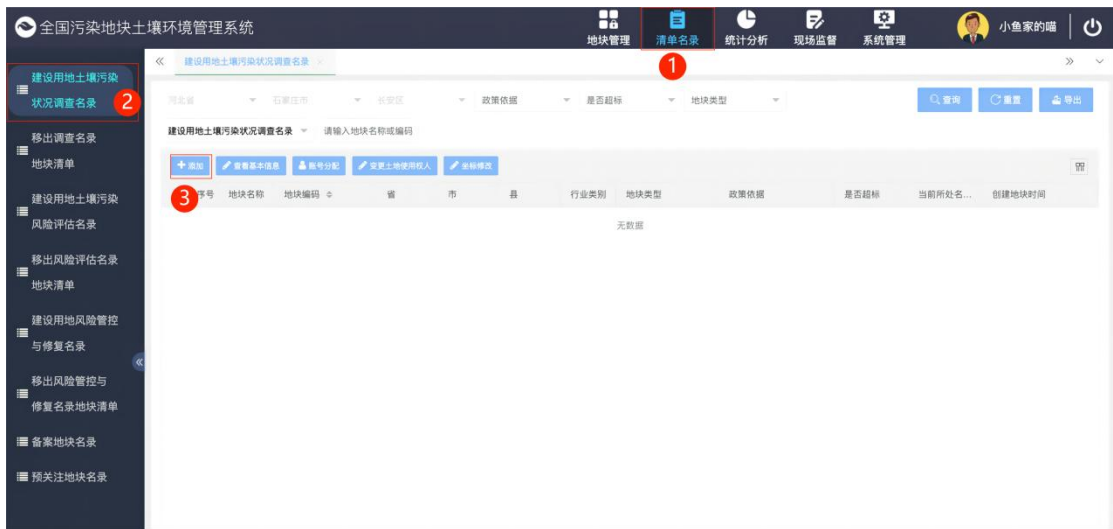 全国污染地块土壤环境管理系统
地块管理 清单名录 统计分析 现场监督 系统管理 小鱼家的喵
1
建设用地土壤污染状况调查名录
建设用地土壤污染
状况调查名录
2
移出调查名录
地块清单
建设用地土壤污染
风险评估名录
移出风险评估名录
地块清单
建设用地风险管控
与修复名录
移出风险管控与
修复名录地块清单
备案地块名录
预关注地块名录
河北省 石家庄市 长安区 政策依据 是否超标 地块类型 查询 重置 导出
建设用地土壤污染状况调查名录 请输入地块名称或编码
添加 查看基本信息 账号分配 变更土地使用权人 坐标修改
3
序号 地块名称 地块编码 省 市 县 行业类别 地块类型 政策依据 是否超标 当前所处名... 创建地块时间
无数据